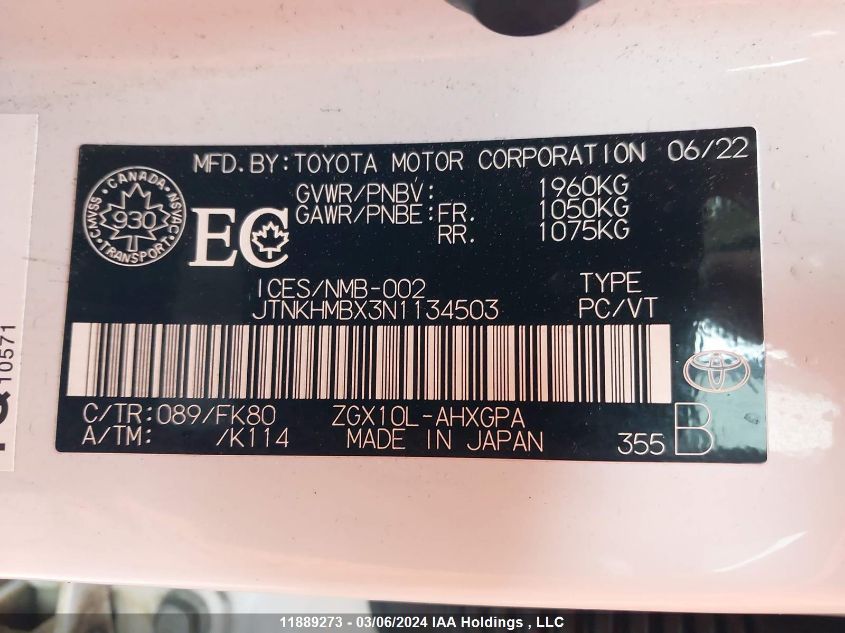 MFD.BY:TOYOTA MOTOR CORPORATION 06/22
CANADA
CMVSS
930
NSVAC
TRANSPORT
EC
GVWR/PNBV: 1960KG
GAWR/PNBE:FR. 1050KG
RR. 1075KG
ICES/NMB-002 TYPE
JTNKHMBX3N1134503 PC/VT
C/TR:089/FK80 ZGX10L-AHXGPA
A/TM: /K114 MADE IN JAPAN 355 B
10571
11889273 - 03/06/2024 IAA Holdings , LLC